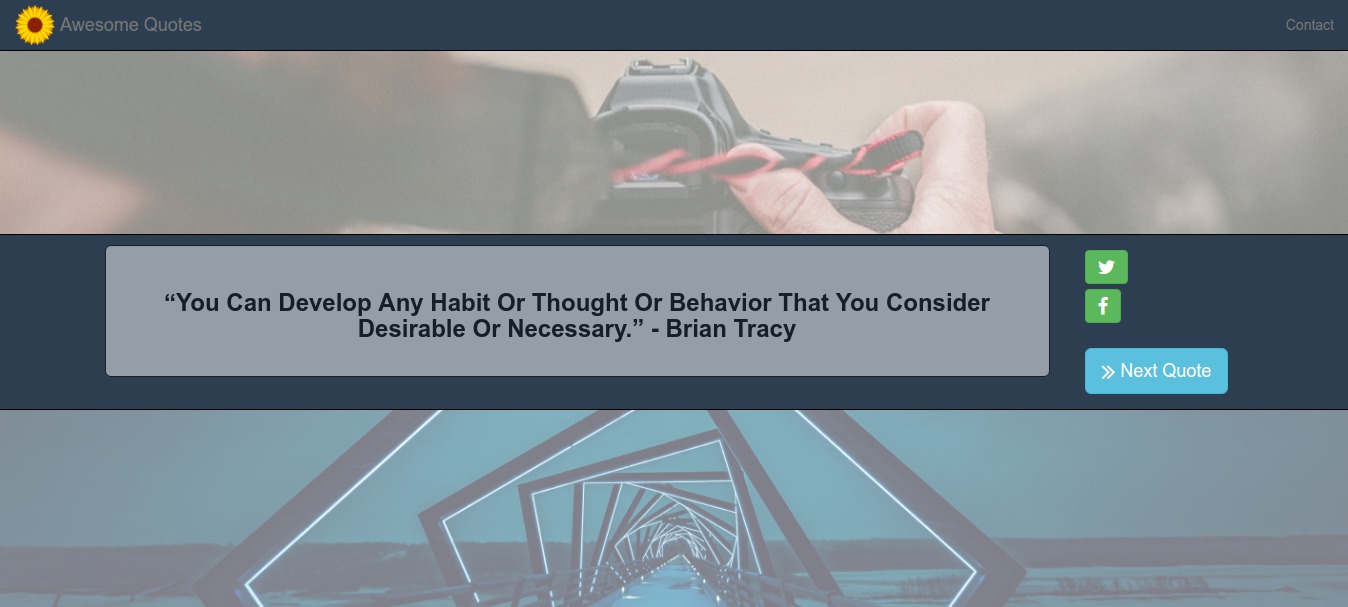 Awesome Quotes
Contact
“You Can Develop Any Habit Or Thought Or Behavior That You Consider
Desirable Or Necessary.” - Brian Tracy
Next Quote